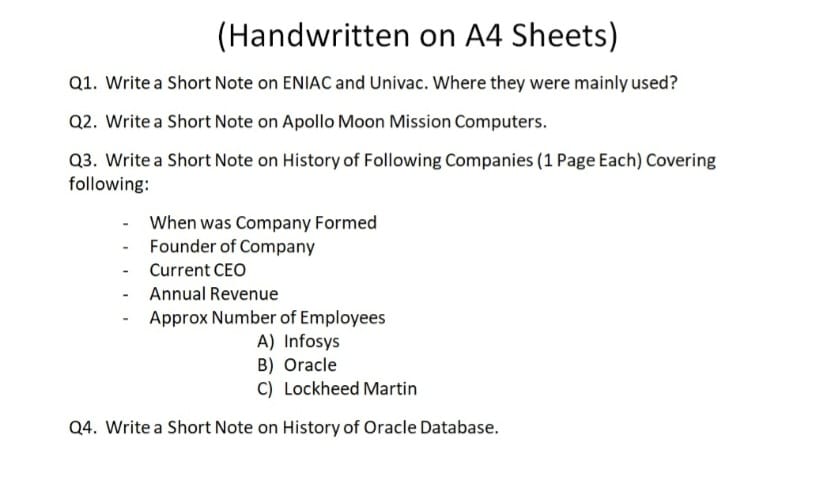 (Handwritten on A4 Sheets)
Q1. Write a Short Note on ENIAC and Univac. Where they were mainly used?
Q2. Write a Short Note on Apollo Moon Mission Computers.
Q3. Write a Short Note on History of Following Companies (1 Page Each) Covering
following:
- When was Company Formed
- Founder of Company
- Current CEO
- Annual Revenue
- Approx Number of Employees
A) Infosys
B) Oracle
C) Lockheed Martin
Q4. Write a Short Note on History of Oracle Database.